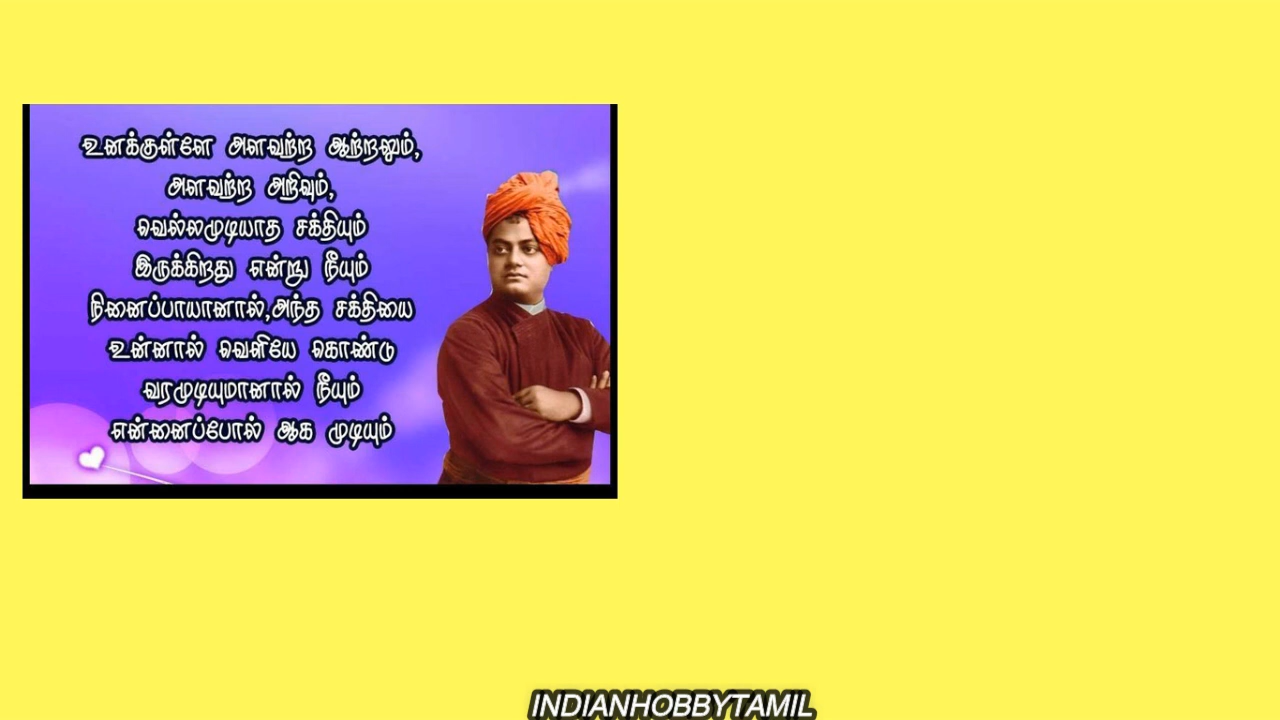 உனக்குள்ளே அளவற்ற ஆற்றலும்,
அளவற்ற அறிவும்,
வெல்லமுடியாத சக்தியும்
இருக்கிறது என்று நீயும்
நினைப்பாயானால்,அந்த சக்தியை
உன்னால் வெளியே கொண்டு
வரமுடியுமானால் நீயும்
என்னைப்போல் ஆக முடியும்
INDIANHOBBYTAMIL